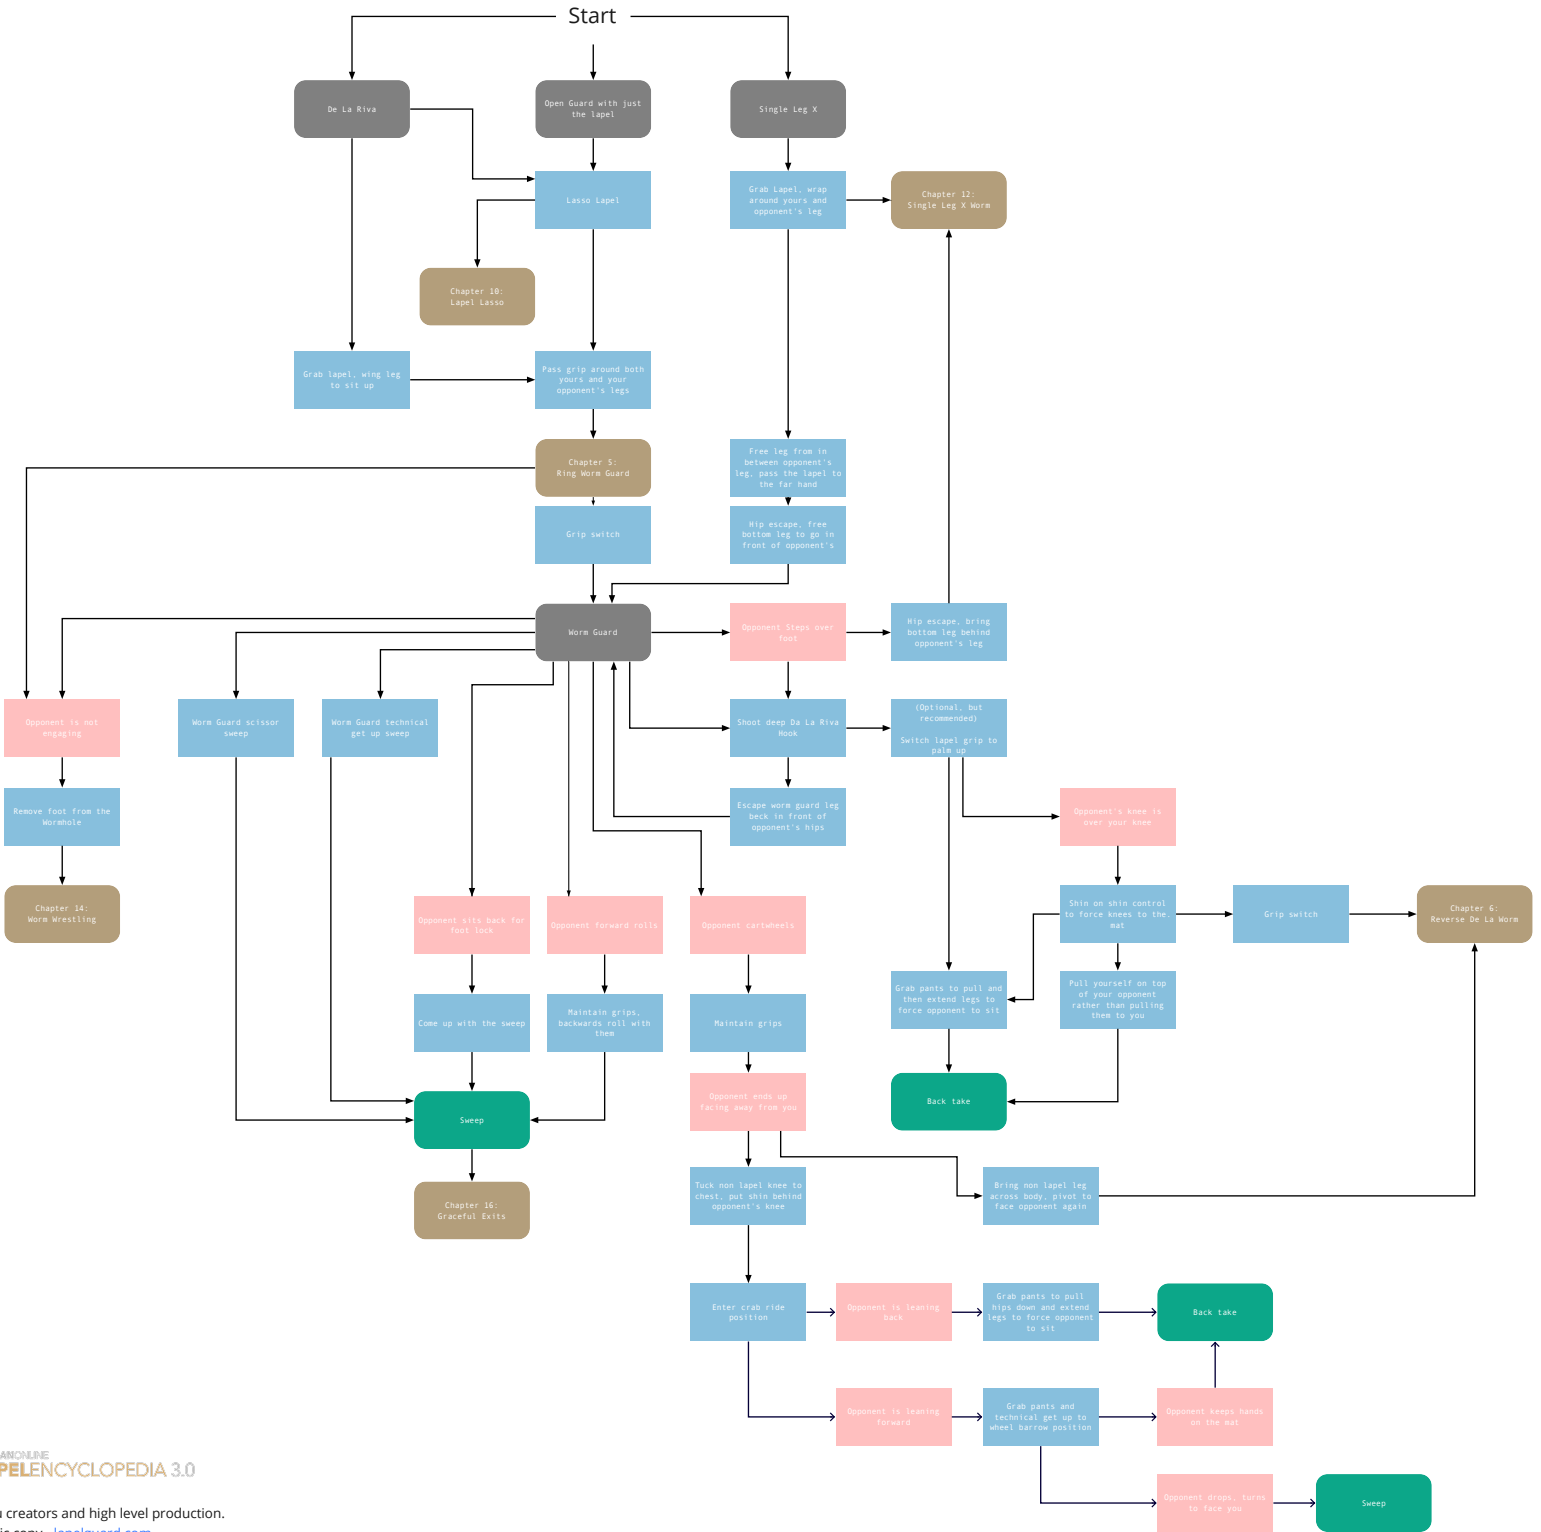 Start
De La Riva
Open Guard with just
the lapel
Single Leg X
Lasso Lapel
Grab Lapel, wrap
around yours and
opponent's leg
Chapter 12:
Single Leg X Worm
Chapter 10:
Lapel Lasso
Grab lapel, wing leg
to sit up
Pass grip around both
yours and your
opponent's legs
Chapter 5:
Ring Worm Guard
Free leg from in
between opponent's
leg, pass the lapel to
the far hand
Grip switch
Hip escape, free
bottom leg to go in
front of opponent's
Worm Guard
Opponent Steps over
foot
Hip escape, bring
bottom leg behind
opponent's leg
Opponent is not
engaging
Worm Guard scissor
sweep
Worm Guard technical
get up sweep
Shoot deep Da La Riva
Hook
(Optional, but
recommended)
Switch lapel grip to
palm up
Remove foot from the
Wormhole
Escape worm guard leg
beck in front of
opponent's hips
Opponent's knee is
over your knee
Chapter 14:
Worm Wrestling
Opponent sits back for
foot lock
Opponent forward rolls
Opponent cartwheels
Shin on shin control
to force knees to the.
mat
Grip switch
Chapter 6:
Reverse De La Worm
Come up with the sweep
Maintain grips,
backwards roll with
them
Maintain grips
Grab pants to pull and
then extend legs to
force opponent to sit
Pull yourself on top
of your opponent
rather than pulling
them to you
Sweep
Opponent ends up
facing away from you
Back take
Chapter 16:
Graceful Exits
Tuck non lapel knee to
chest, put shin behind
opponent's knee
Bring non lapel leg
across body, pivot to
face opponent again
Enter crab ride
position
Opponent is leaning
back
Grab pants to pull
hips down and extend
legs to force opponent
to sit
Back take
Opponent is leaning
forward
Grab pants and
technical get up to
wheel barrow position
Opponent keeps hands
on the mat
Opponent drops, turns
to face you
Sweep
ANONLINE
PELENCYCLOPEDIA 3.0
u creators and high level production.